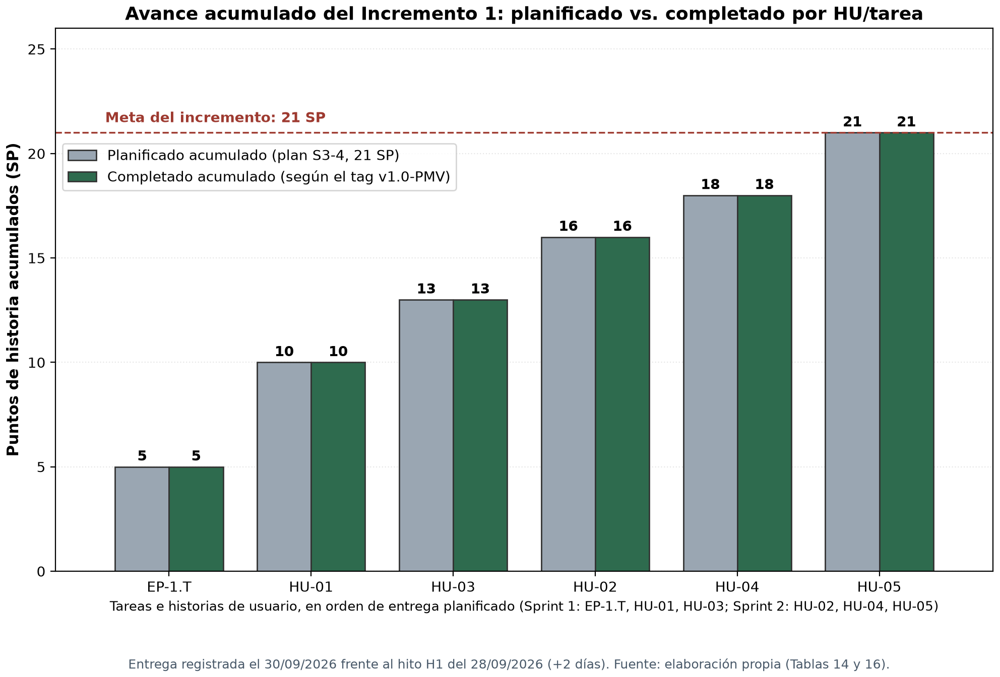 Avance acumulado del Incremento 1: planificado vs. completado por HU/tarea
Puntos de historia acumulados (SP)
25
20
15
10
5
0
Meta del incremento: 21 SP
Planificado acumulado (plan S3-4, 21 SP)
Completado acumulado (según el tag v1.0-PMV)
5 5
10 10
13 13
16 16
18 18
21 21
EP-1.T HU-01 HU-03 HU-02 HU-04 HU-05
Tareas e historias de usuario, en orden de entrega planificado (Sprint 1: EP-1.T, HU-01, HU-03; Sprint 2: HU-02, HU-04, HU-05)
Entrega registrada el 30/09/2026 frente al hito H1 del 28/09/2026 (+2 días). Fuente: elaboración propia (Tablas 14 y 16).